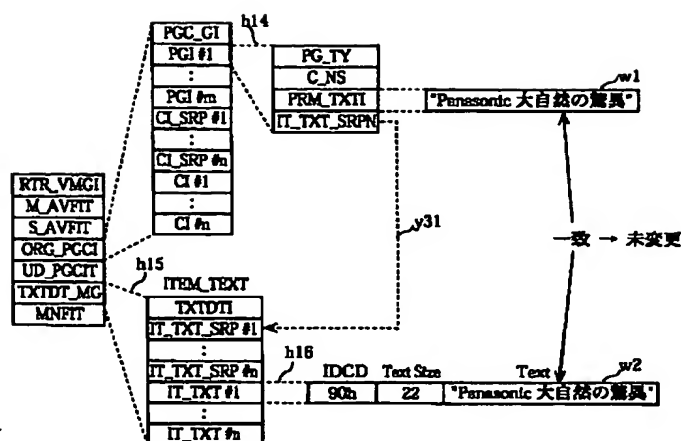 h14
PGC_GI
PGI #1
⋮
PGI #m
CI_SRP #1
⋮
CI_SRP #n
CI #1
⋮
CI #n
PG_TY
C_NS
PRM_TXTI
IT_TXT_SRPN
w1
"Panasonic 大自然の驚異"
RTR_VMGI
M_AVFIT
S_AVFIT
ORG_PGCI
UD_PGCIT
TXTDT_MG
MNFIT
y31
一致 → 未変更
h15
ITEM_TEXT
TXTDTI
IT_TXT_SRP #1
⋮
IT_TXT_SRP #n
IT_TXT #1
⋮
IT_TXT #n
h16
IDCD Text Size Text
w2
90h 22 "Panasonic 大自然の驚異"